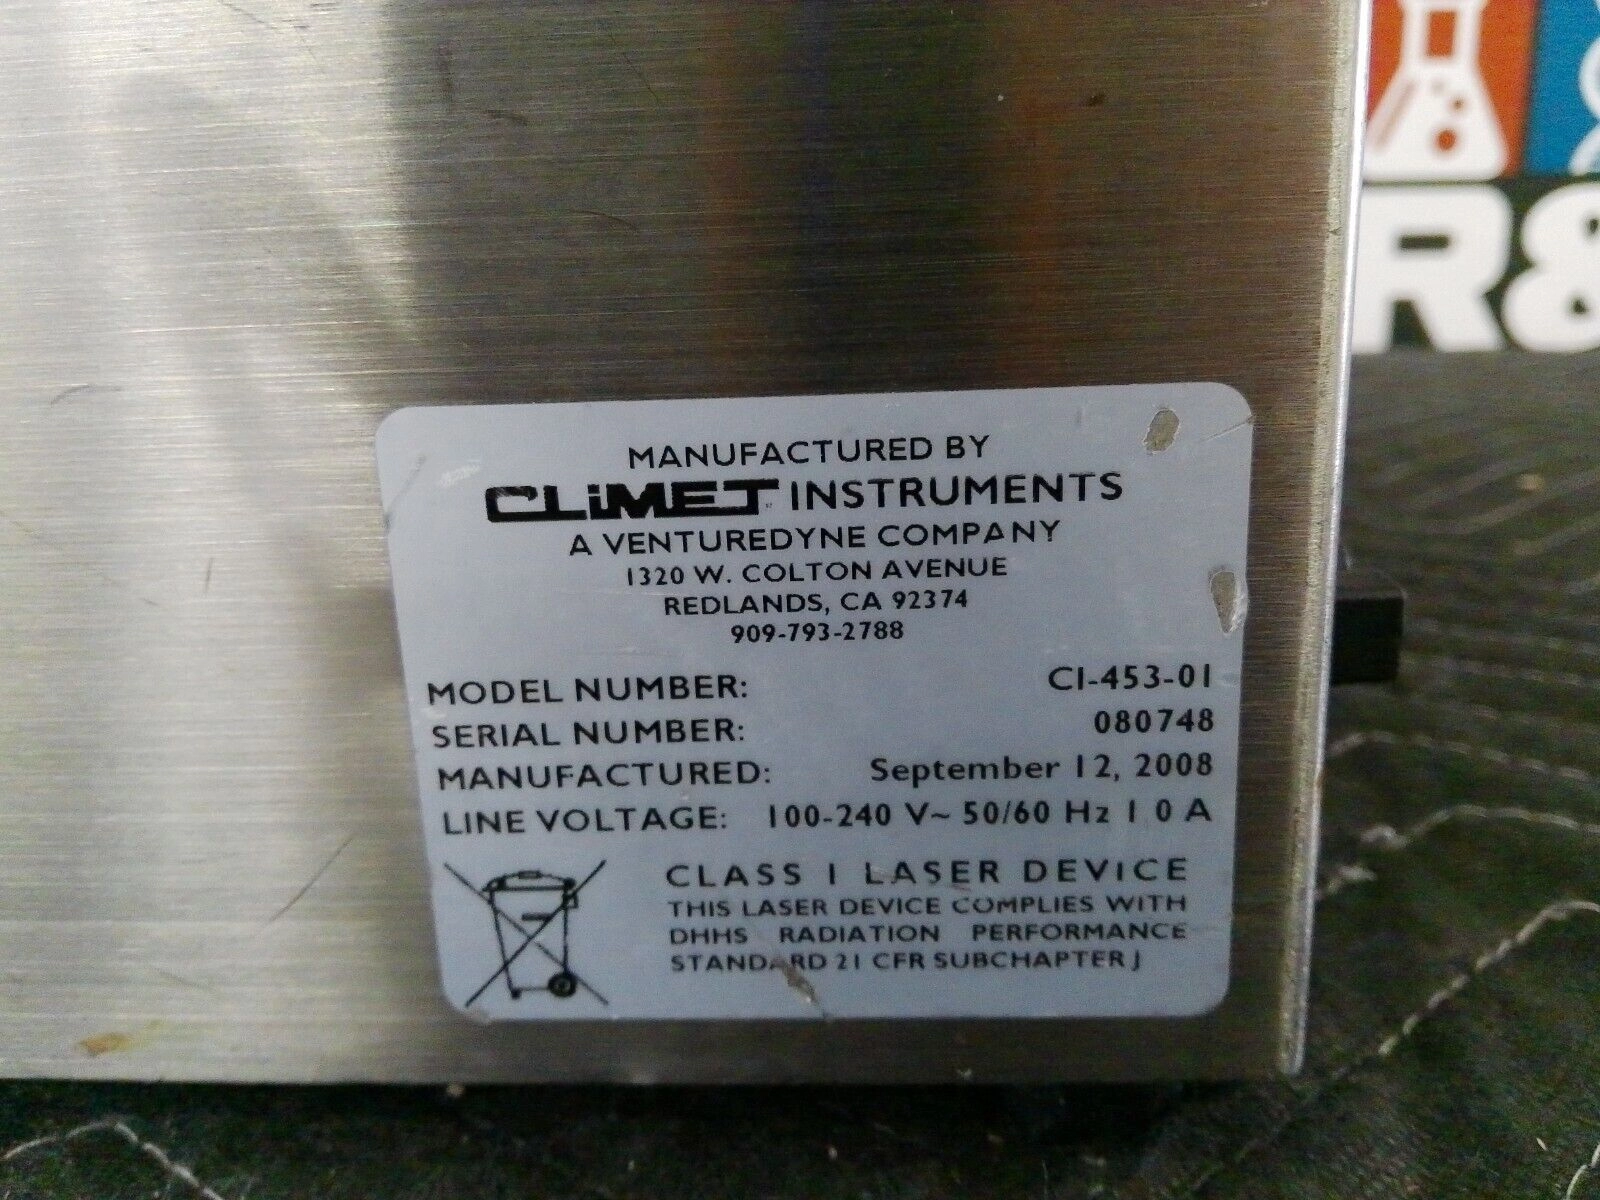 R&
MANUFACTURED BY
CLiMET INSTRUMENTS
A VENTUREDYNE COMPANY
1320 W. COLTON AVENUE
REDLANDS, CA 92374
909-793-2788
MODEL NUMBER: CI-453-01
SERIAL NUMBER: 080748
MANUFACTURED: September 12, 2008
LINE VOLTAGE: 100-240 V~ 50/60 Hz 1 0 A
CLASS 1 LASER DEVICE
THIS LASER DEVICE COMPLIES WITH
DHHS RADIATION PERFORMANCE
STANDARD 21 CFR SUBCHAPTER J